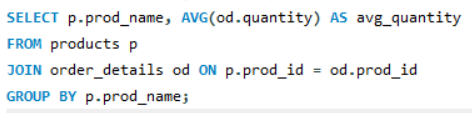 SELECT p.prod_name, AVG(od.quantity) AS avg_quantity
FROM products p
JOIN order_details od ON p.prod_id = od.prod_id
GROUP BY p.prod_name;